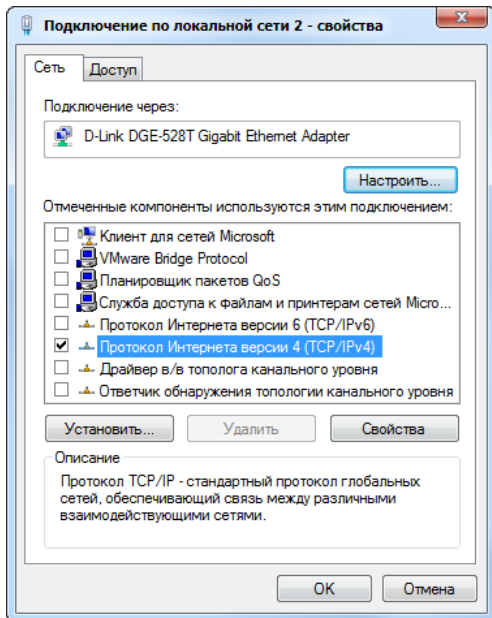 Подключение по локальной сети 2 - свойства
Сеть
Доступ
Подключение через:
D-Link DGE-528T Gigabit Ethernet Adapter
Настроить...
Отмеченные компоненты используются этим подключением:
Клиент для сетей Microsoft
VMware Bridge Protocol
Планировщик пакетов QoS
Служба доступа к файлам и принтерам сетей Micro...
Протокол Интернета версии 6 (TCP/IPv6)
Протокол Интернета версии 4 (TCP/IPv4)
Драйвер в/в тополога канального уровня
Ответчик обнаружения топологии канального уровня
Установить...
Удалить
Свойства
Описание
Протокол TCP/IP - стандартный протокол глобальных
сетей, обеспечивающий связь между различными
взаимодействующими сетями.
OK
Отмена